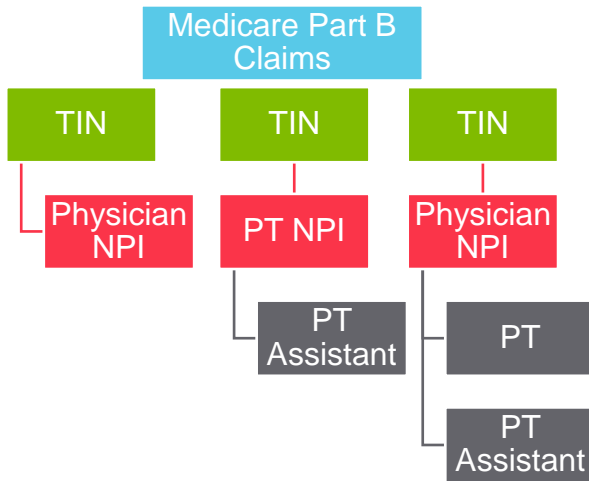 Medicare Part B
Claims
TIN
TIN
TIN
Physician
NPI
PT NPI
Physician
NPI
PT
Assistant
PT
PT
Assistant